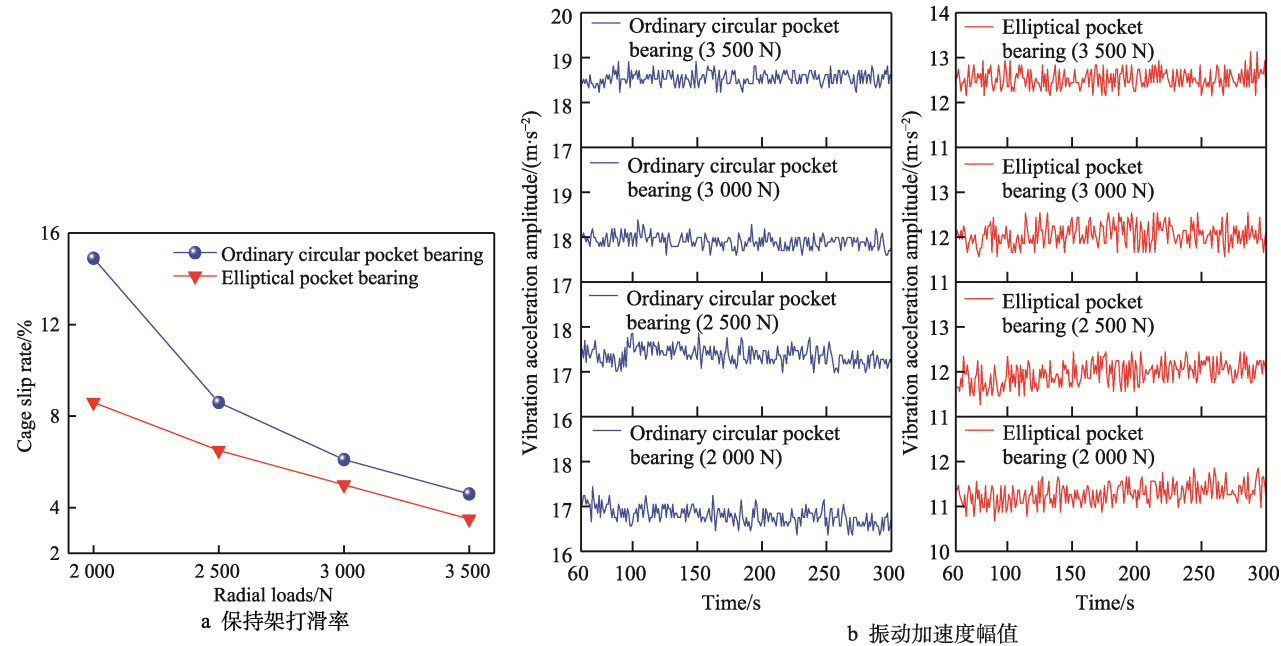 16
12
8
4
2
Cage slip rate/%
Ordinary circular pocket bearing
Elliptical pocket bearing
2 000
2 500
3 000
3 500
Radial loads/N
a 保持架打滑率
Vibration acceleration amplitude/(m·s⁻²)
20
19
18
17
19
18
17
18
17
16
18
17
16
Ordinary circular pocket
bearing (3 500 N)
Ordinary circular pocket
bearing (3 000 N)
Ordinary circular pocket
bearing (2 500 N)
Ordinary circular pocket
bearing (2 000 N)
60
100
150
200
250
300
Time/s
Vibration acceleration amplitude/(m·s⁻²)
14
13
12
11
13
12
11
13
12
11
12
11
10
Elliptical pocket
bearing (3 500 N)
Elliptical pocket
bearing (3 000 N)
Elliptical pocket
bearing (2 500 N)
Elliptical pocket
bearing (2 000 N)
60
100
150
200
250
300
Time/s
b 振动加速度幅值